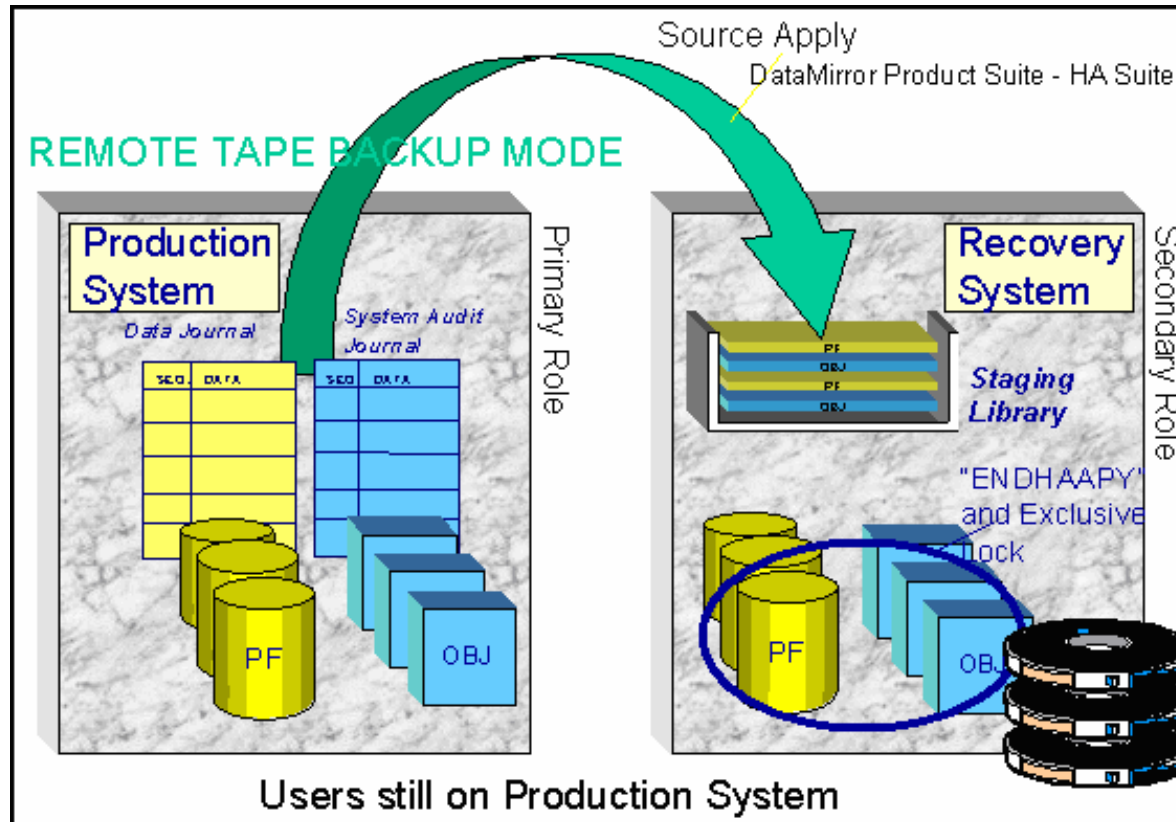 Source Apply
DataMirror Product Suite - HA Suite
REMOTE TAPE BACKUP MODE
Production
System
Data Journal
System Audit
Journal
SEQ. DATA
SEQ. DATA
PF
OBJ
Primary Role
Recovery
System
PF
OBJ
PF
OBJ
Staging
Library
"ENDHAAPY"
and Exclusive
Lock
PF
OBJ
Secondary Role
Users still on Production System